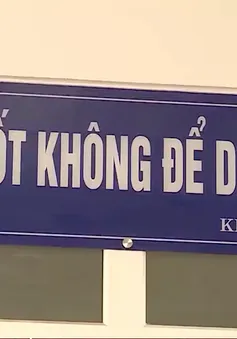 ỐT KHÔNG ĐỂ D